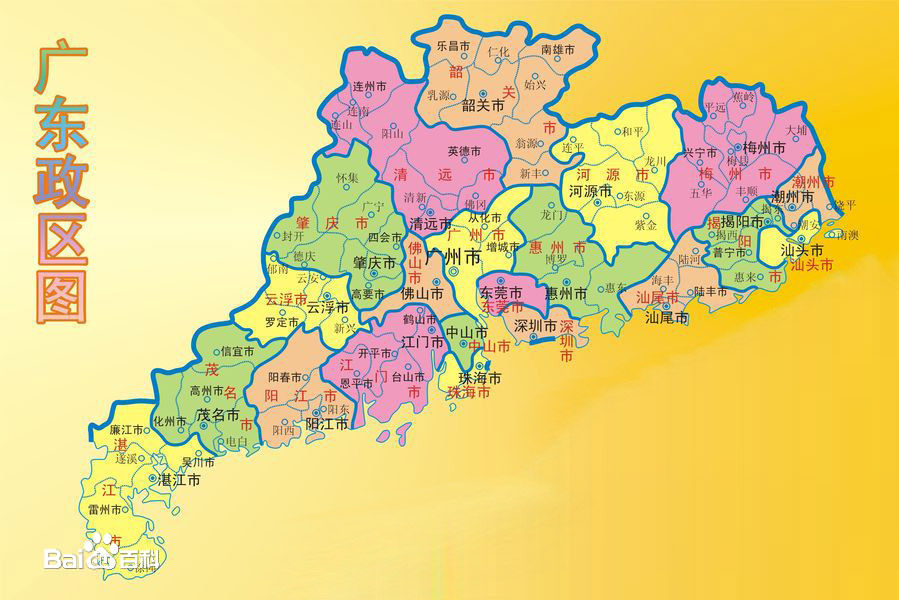 广东政区图
乐昌市
仁化
南雄市
韶关市
始兴
乳源
韶关市
翁源
新丰
连州市
连南
连山
阳山
英德市
清远市
清新
佛冈
清远市
连平
和平
龙川
河源市
河源市
东源
紫金
平远
蕉岭
大埔
兴宁市
梅县
梅州市
梅州市
五华
丰顺
潮州市
潮州市
饶平
潮安
南澳
揭阳市
揭东
揭阳市
揭西
普宁市
惠来
汕头市
汕头市
陆河
海丰
陆丰市
汕尾市
汕尾市
龙门
惠州市
博罗
惠州市
惠东
从化市
广州市
增城市
广州市
东莞市
东莞市
深圳市
深圳市
怀集
广宁
肇庆市
封开
四会市
德庆
肇庆市
高要市
佛山市
佛山市
郁南
云安
云浮市
云浮市
罗定市
新兴
鹤山市
江门市
开平市
江门市
恩平市
台山市
中山市
中山市
珠海市
珠海市
信宜市
茂名市
高州市
茂名市
化州市
电白
阳春市
阳江市
阳东
阳西
阳江市
廉江市
湛江市
遂溪
吴川市
湛江市
雷州市
Bai百科